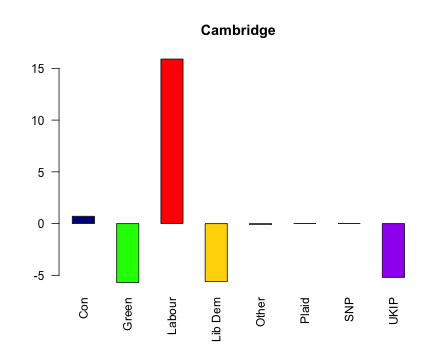 Cambridge
15
10
5
0
-5
Con
Green
Labour
Lib Dem
Other
Plaid
SNP
UKIP